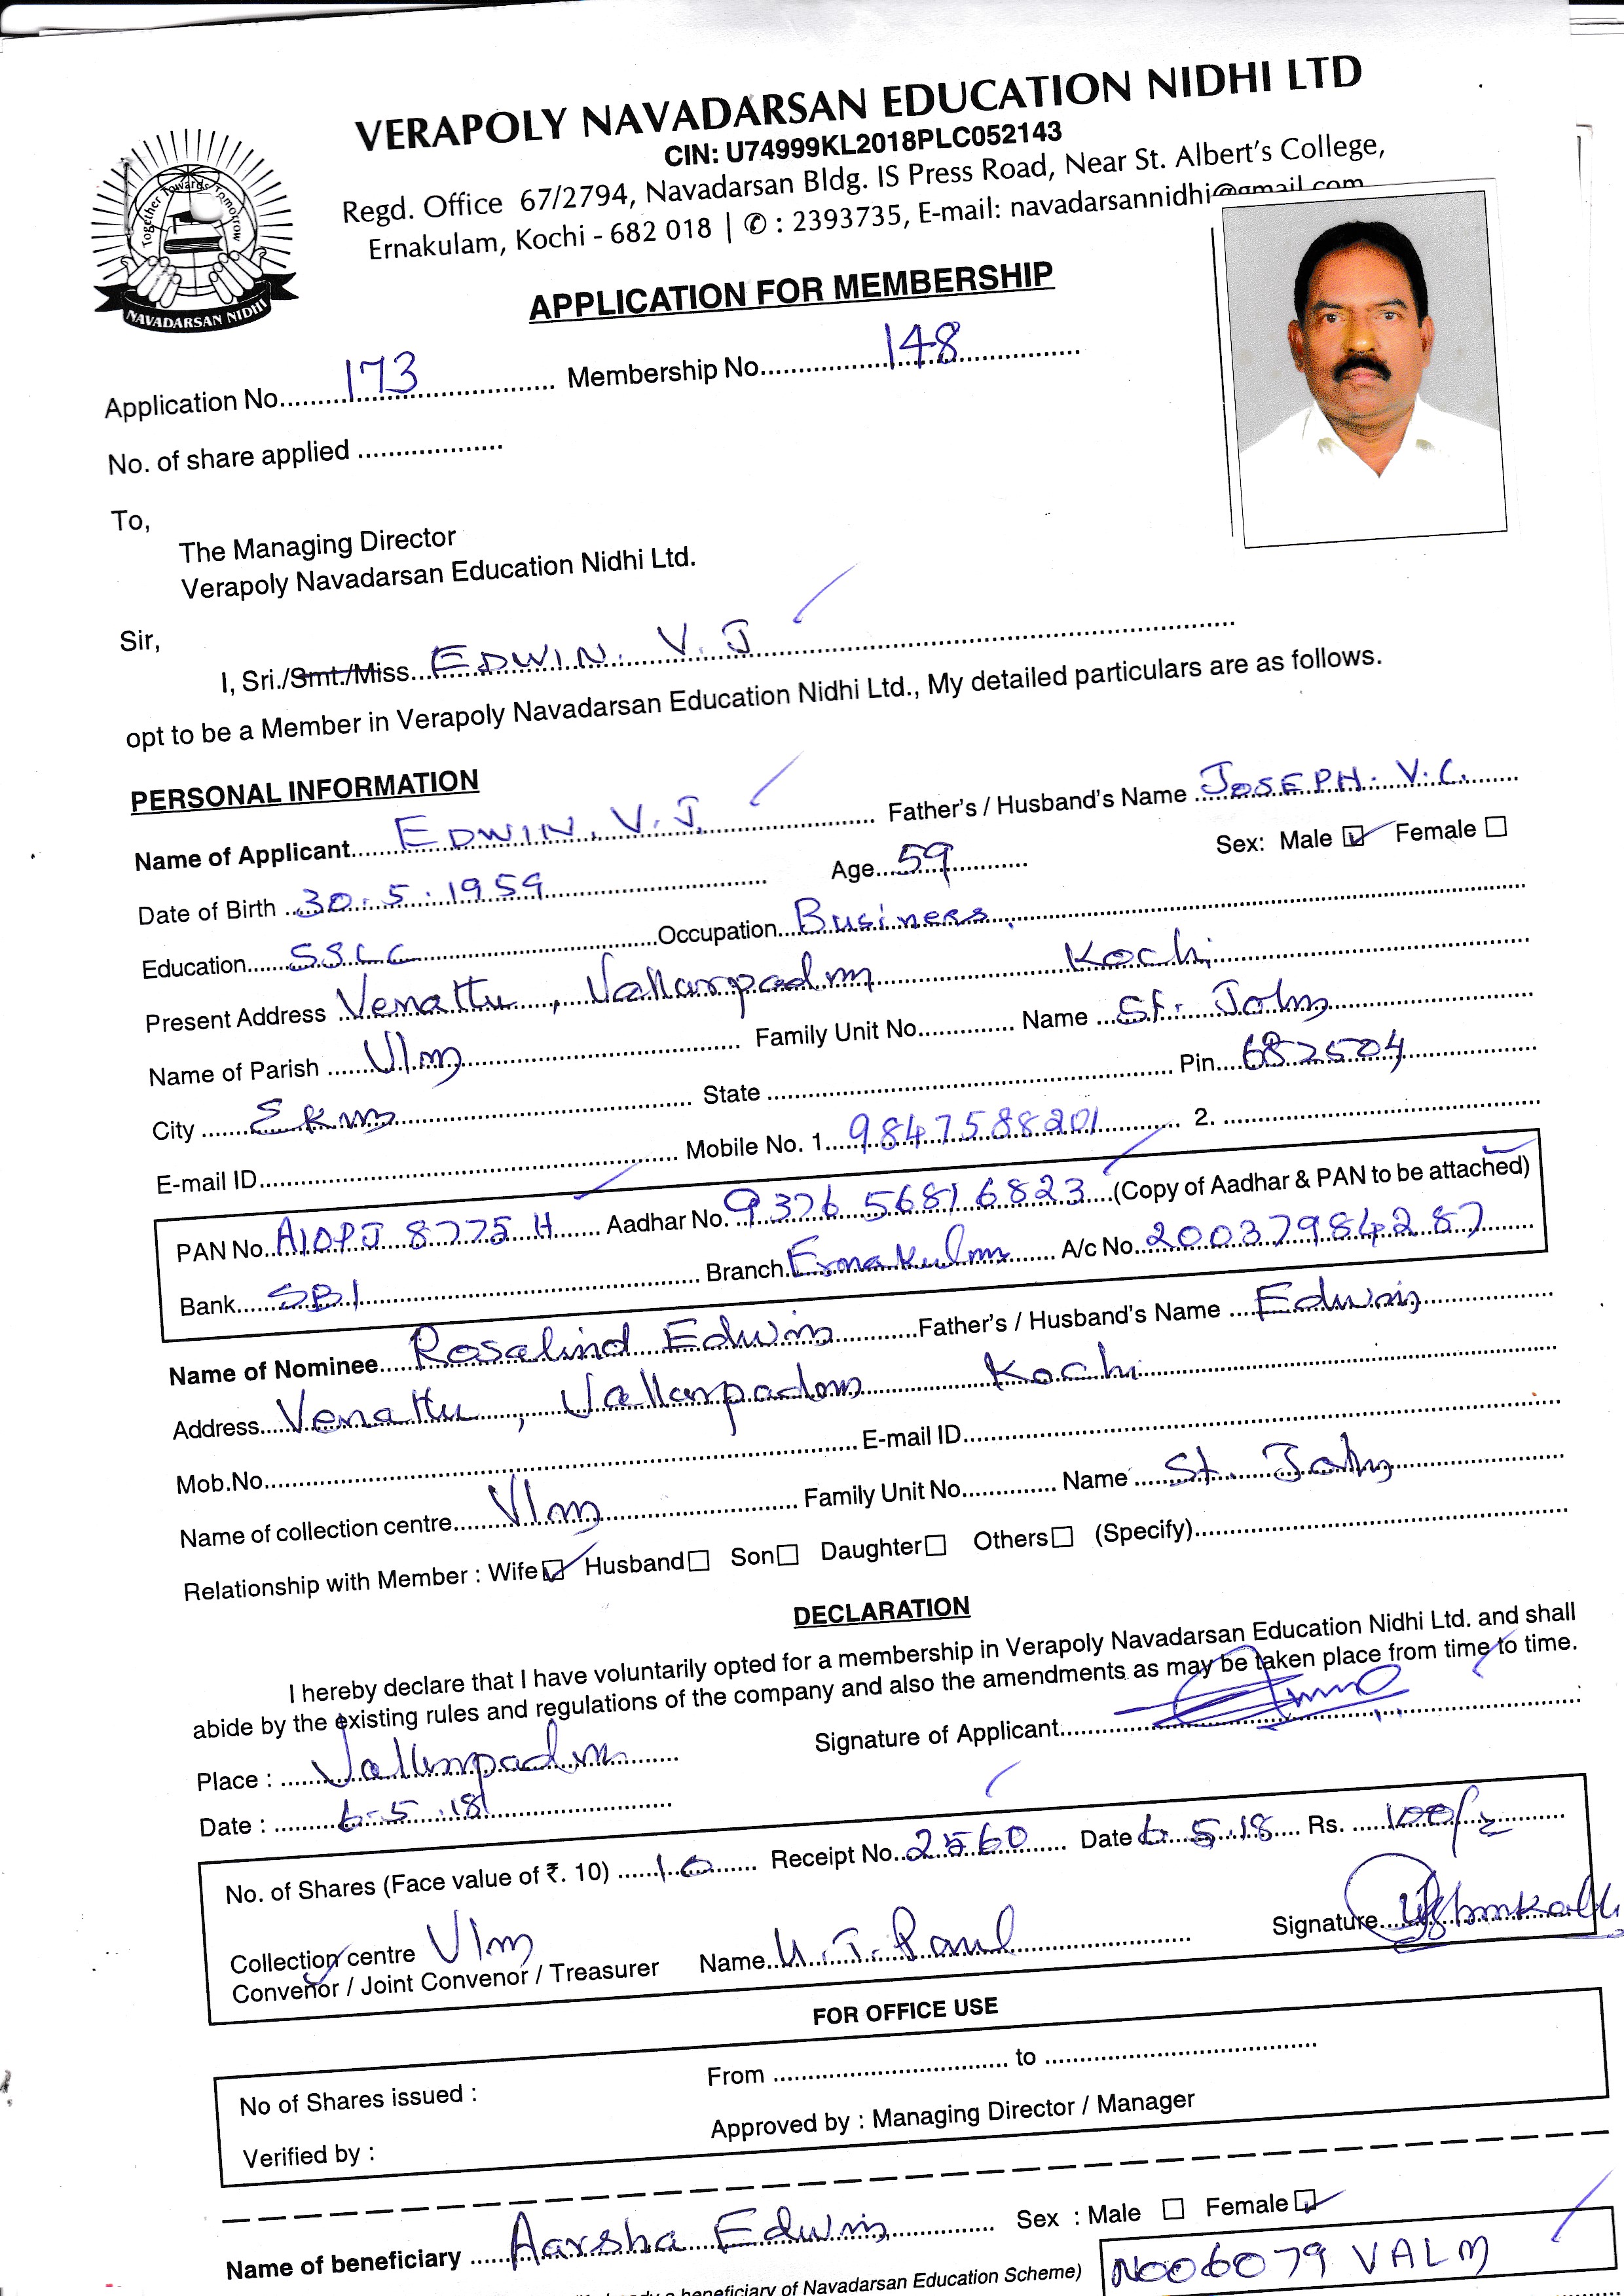 VERAPOLY NAVADARSAN EDUCATION NIDHI LTD
CIN: U74999KL2018PLC052143
Regd. Office 67/2794, Navadarsan Bldg. IS Press Road, Near St. Albert's College,
Ernakulam, Kochi - 682 018 | ✆ : 2393735, E-mail: navadarsannidhi@gmail.com
Together Towards Tomorrow
NAVADARSAN NIDHI
APPLICATION FOR MEMBERSHIP
Application No. 173 Membership No. 148
No. of share applied
To,
The Managing Director
Verapoly Navadarsan Education Nidhi Ltd.
Sir,
I, Sri./Smt./Miss. EDWIN. V. J
opt to be a Member in Verapoly Navadarsan Education Nidhi Ltd., My detailed particulars are as follows.
PERSONAL INFORMATION
Name of Applicant EDWIN. V. J. Father's / Husband's Name JOSEPH. V.C.
Date of Birth 30.5.1959 Age 59 Sex: Male ☑ Female ☐
Education SSLC Occupation Business
Present Address Venattu, Vallarpadm Kochi
Name of Parish Vlm Family Unit No. Name St. John
City Ekm State Pin 682504
E-mail ID Mobile No. 1. 9847588201 2.
PAN No. AIOPJ 8775 H Aadhar No. 9376 5681 6823 (Copy of Aadhar & PAN to be attached)
Bank SBI Branch Ernakulm A/c No. 20037984287
Name of Nominee Rosalind Edwin Father's / Husband's Name Edwin
Address Venattu, Vallarpadom Kochi
Mob.No. E-mail ID
Name of collection centre Vlm Family Unit No. Name St. John
Relationship with Member : Wife ☑ Husband ☐ Son ☐ Daughter ☐ Others ☐ (Specify)
DECLARATION
I hereby declare that I have voluntarily opted for a membership in Verapoly Navadarsan Education Nidhi Ltd. and shall
abide by the existing rules and regulations of the company and also the amendments as may be taken place from time to time.
Place : Vallarpadm Signature of Applicant
Date : 6-5-18
No. of Shares (Face value of ₹. 10) 10 Receipt No. 2560 Date 6.5.18 Rs. 100/-
Collection centre Vlm
Convenor / Joint Convenor / Treasurer Name U.T. Paul Signature
FOR OFFICE USE
No of Shares issued : From to
Verified by : Approved by : Managing Director / Manager
Name of beneficiary Aarsha Edwin Sex : Male ☐ Female ☑
beneficiary of Navadarsan Education Scheme) N006079 VALM